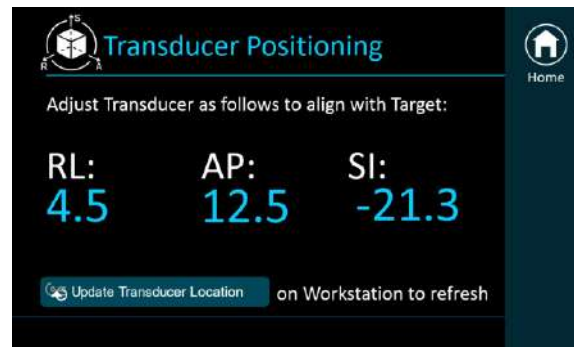 S
R
A
Transducer Positioning
Home
Adjust Transducer as follows to align with Target:
RL: AP: SI:
4.5 12.5 -21.3
Update Transducer Location on Workstation to refresh